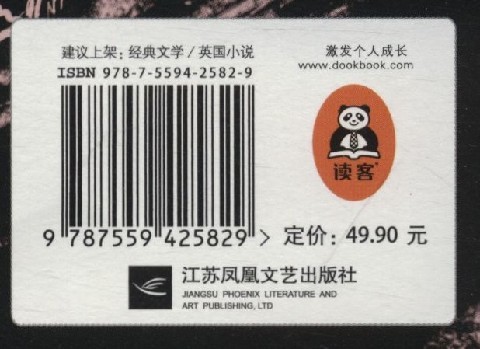 建议上架：经典文学 / 英国小说
ISBN 978-7-5594-2582-9
激发个人成长
www.dookbook.com
读客®
9 787559 425829 >
定价：49.90 元
江苏凤凰文艺出版社
JIANGSU PHOENIX LITERATURE AND
ART PUBLISHING, LTD